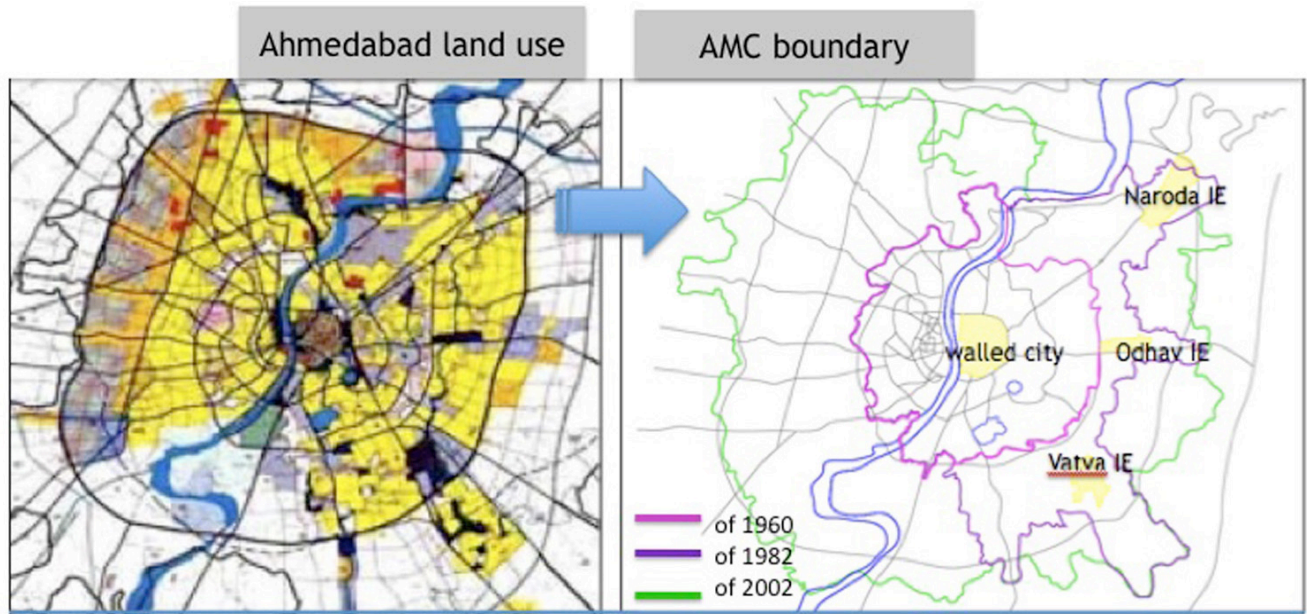 Ahmedabad land use
AMC boundary
Naroda IE
walled city
Odhav IE
Vatva IE
of 1960
of 1982
of 2002